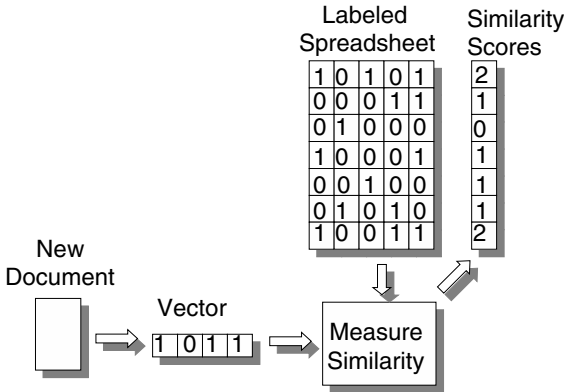 Labeled
Spreadsheet
Similarity
Scores
1 0 1 0 1
0 0 0 1 1
0 1 0 0 0
1 0 0 0 1
0 0 1 0 0
0 1 0 1 0
1 0 0 1 1
2
1
0
1
1
1
2
New
Document
Vector
1 0 1 1
Measure
Similarity